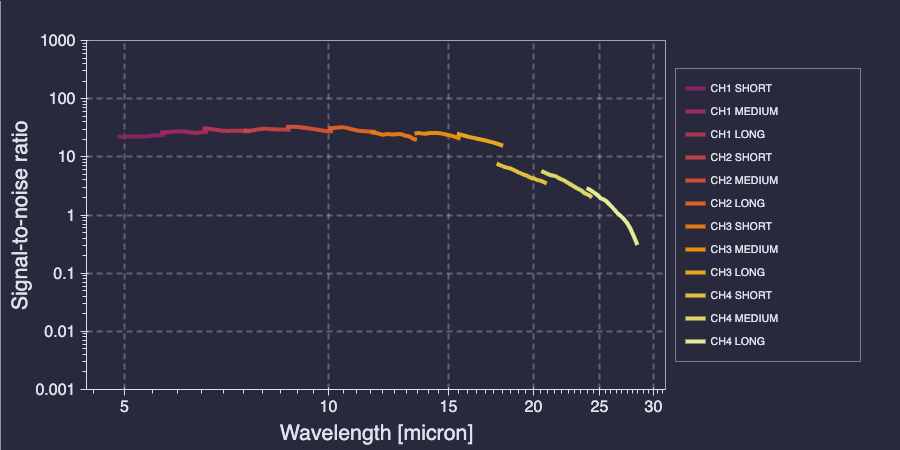 1000
100
10
1
0.1
0.01
0.001
Signal-to-noise ratio
5 10 15 20 25 30
Wavelength [micron]
CH1 SHORT
CH1 MEDIUM
CH1 LONG
CH2 SHORT
CH2 MEDIUM
CH2 LONG
CH3 SHORT
CH3 MEDIUM
CH3 LONG
CH4 SHORT
CH4 MEDIUM
CH4 LONG